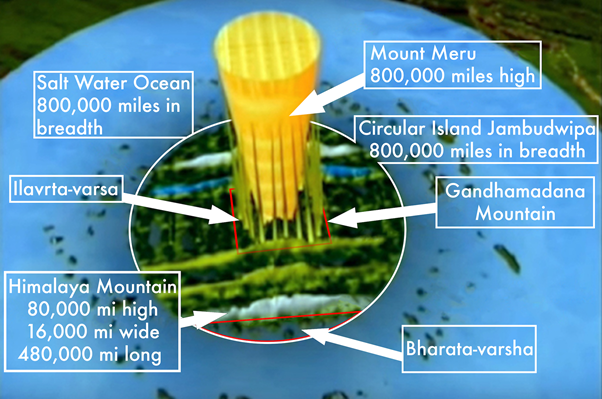 Mount Meru
800,000 miles high
Salt Water Ocean
800,000 miles in
breadth
Circular Island Jambudwipa
800,000 miles in breadth
Ilavrta-varsa
Gandhamadana
Mountain
Himalaya Mountain
80,000 mi high
16,000 mi wide
480,000 mi long
Bharata-varsha